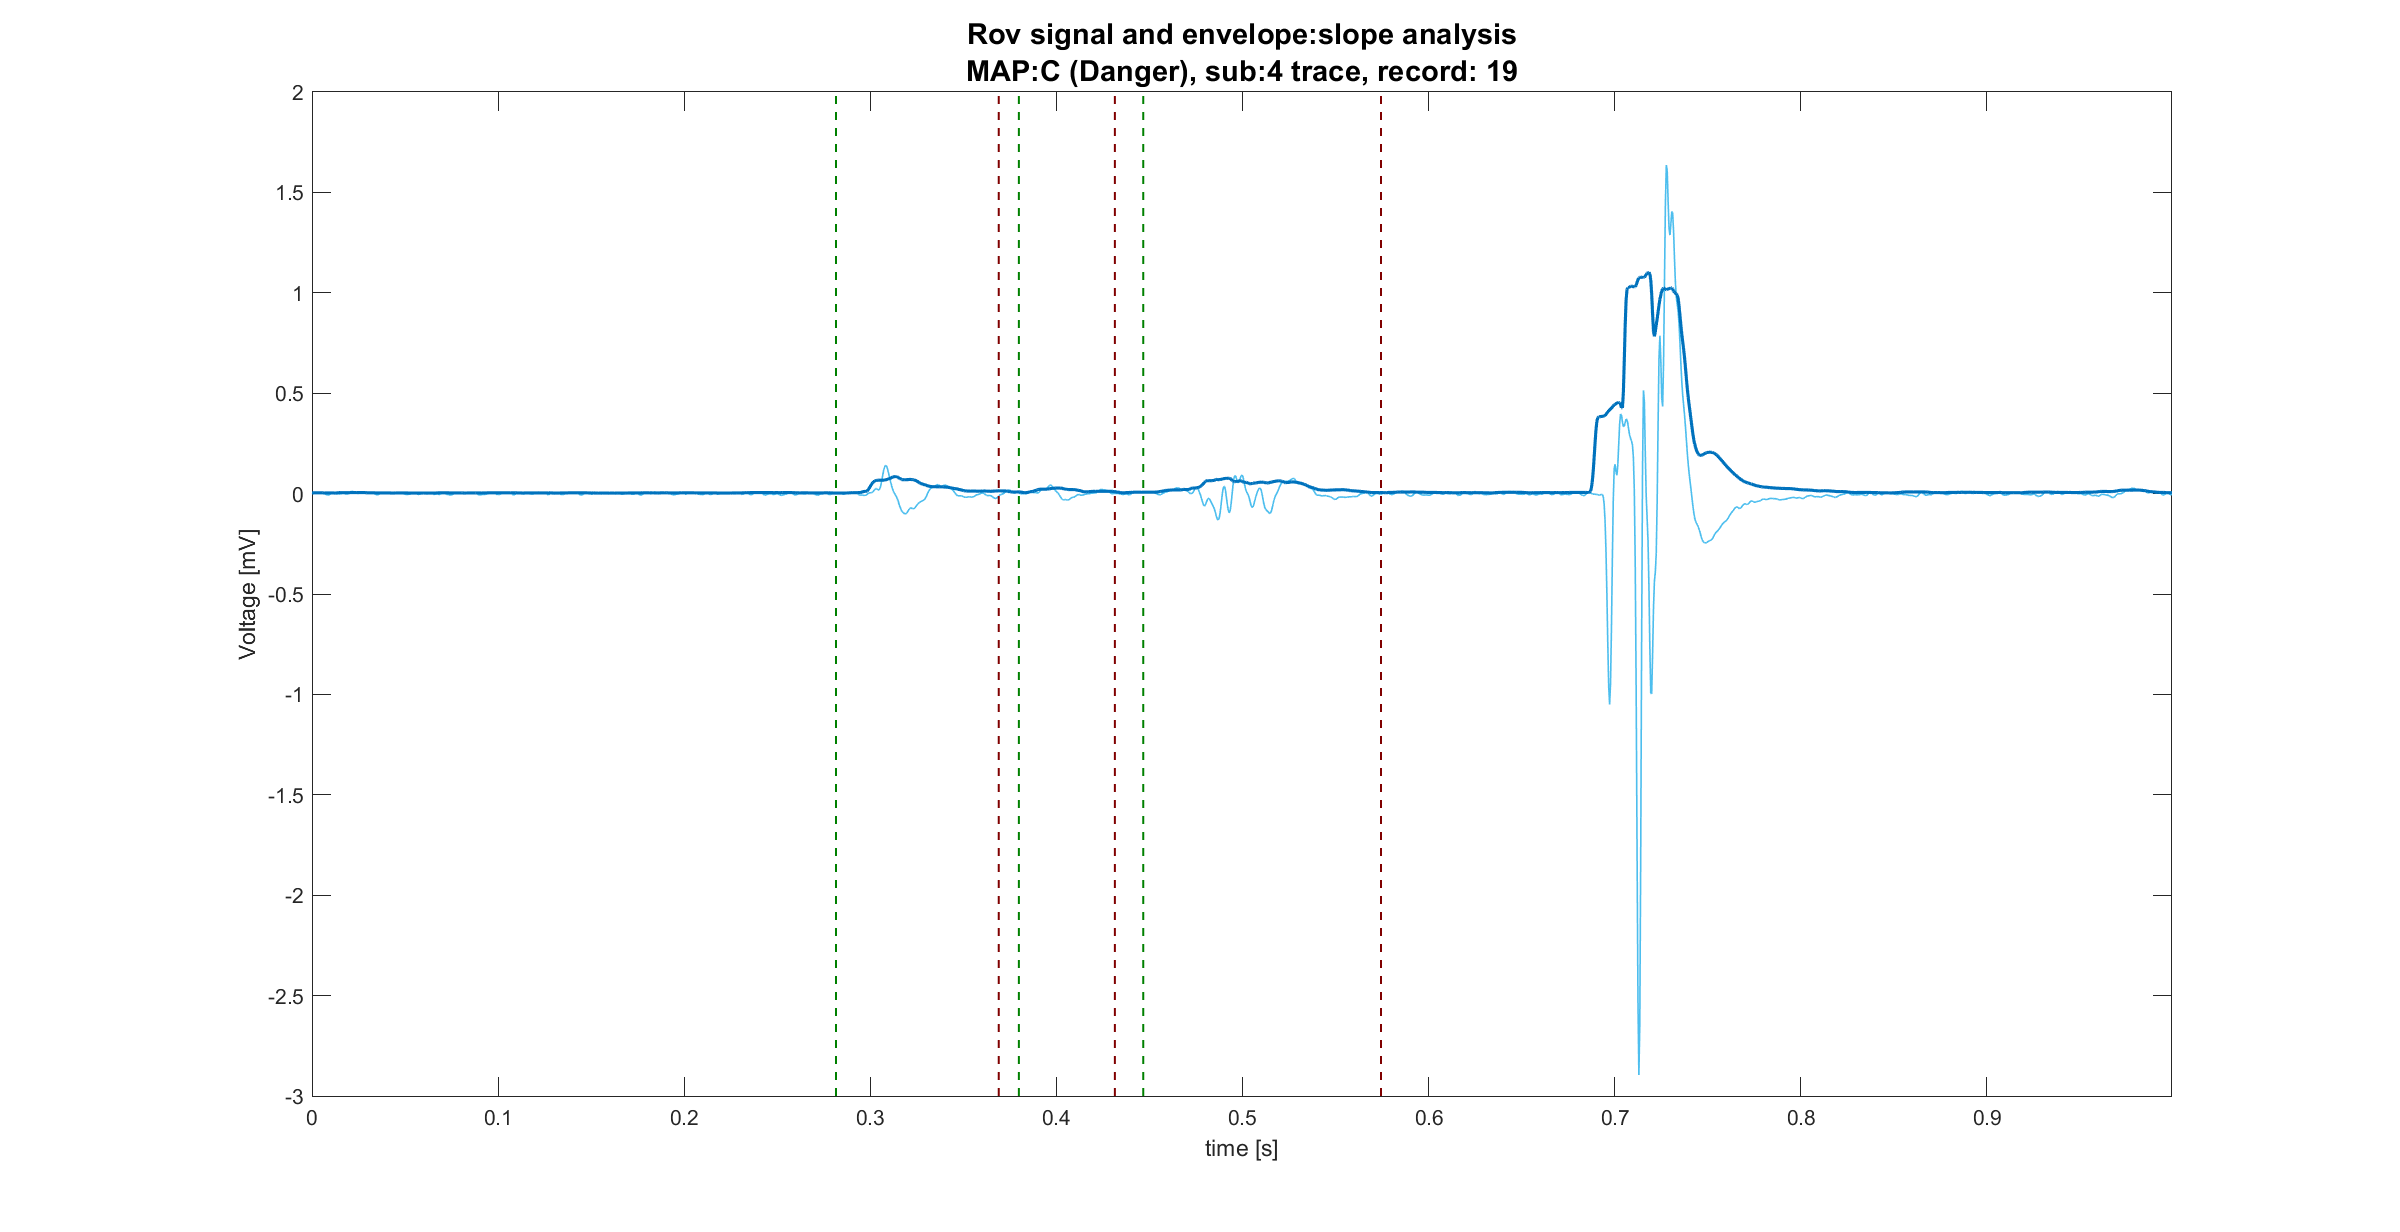 Rov signal and envelope:slope analysis
MAP:C (Danger), sub:4 trace, record: 19
2
1.5
1
0.5
0
-0.5
-1
-1.5
-2
-2.5
-3
Voltage [mV]
0 0.1 0.2 0.3 0.4 0.5 0.6 0.7 0.8 0.9
time [s]